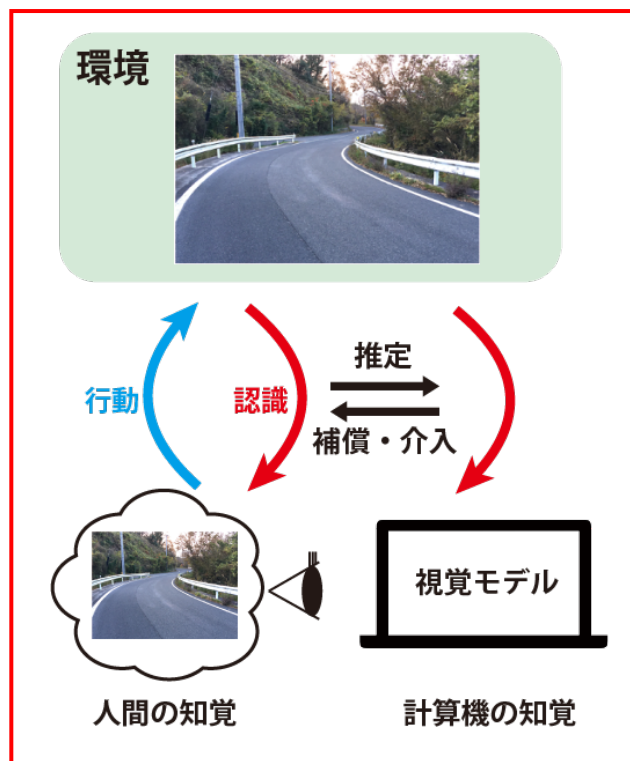 環境
推定
行動
認識
補償・介入
視覚モデル
人間の知覚
計算機の知覚